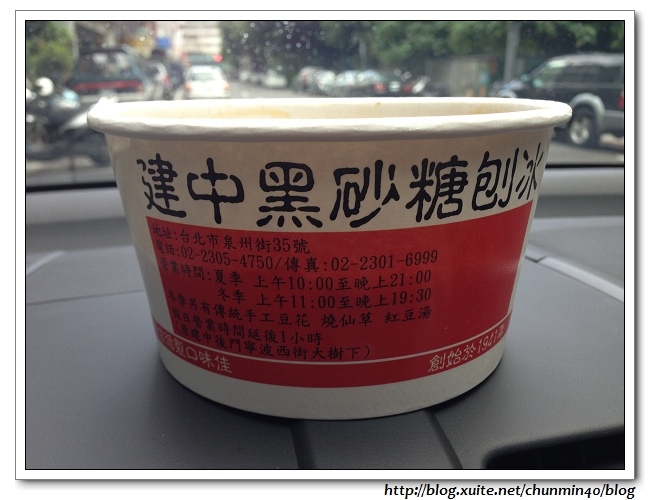 建中黑砂糖刨冰
地址:台北市泉州街35號
電話:02-2305-4750/傳真:02-2301-6999
營業時間:夏季 上午10:00至晚上21:00
冬季 上午11:00至晚上19:30
冬季另有傳統手工豆花 燒仙草 紅豆湯
假日營業時間延後1小時
(原建中後門寧波西街大樹下)
口味佳
創始於1941年
http://blog.xuite.net/chunmin40/blog